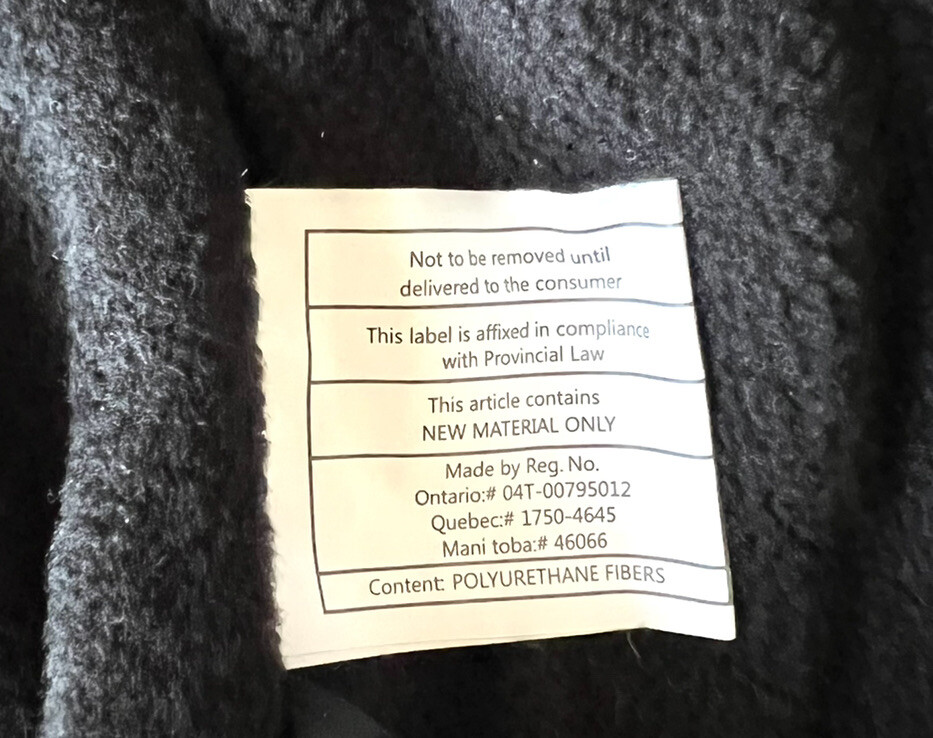 Not to be removed until
delivered to the consumer
This label is affixed in compliance
with Provincial Law
This article contains
NEW MATERIAL ONLY
Made by Reg. No.
Ontario:# 04T-00795012
Quebec:# 1750-4645
Mani toba:# 46066
Content: POLYURETHANE FIBERS